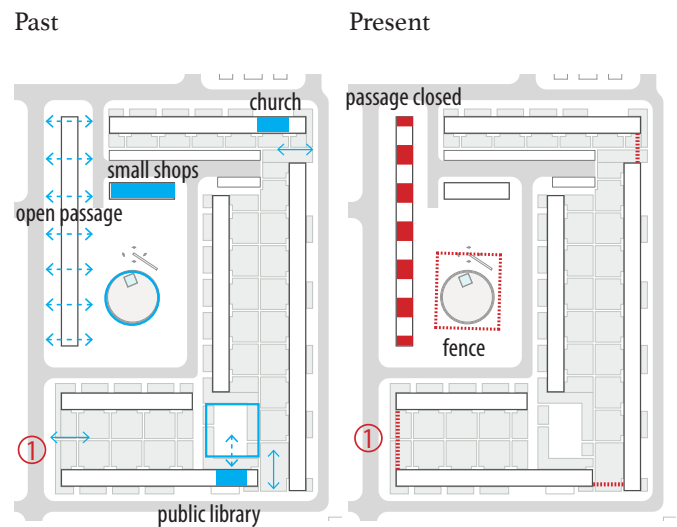 Past
Present
church
passage closed
small shops
open passage
fence
①
①
public library